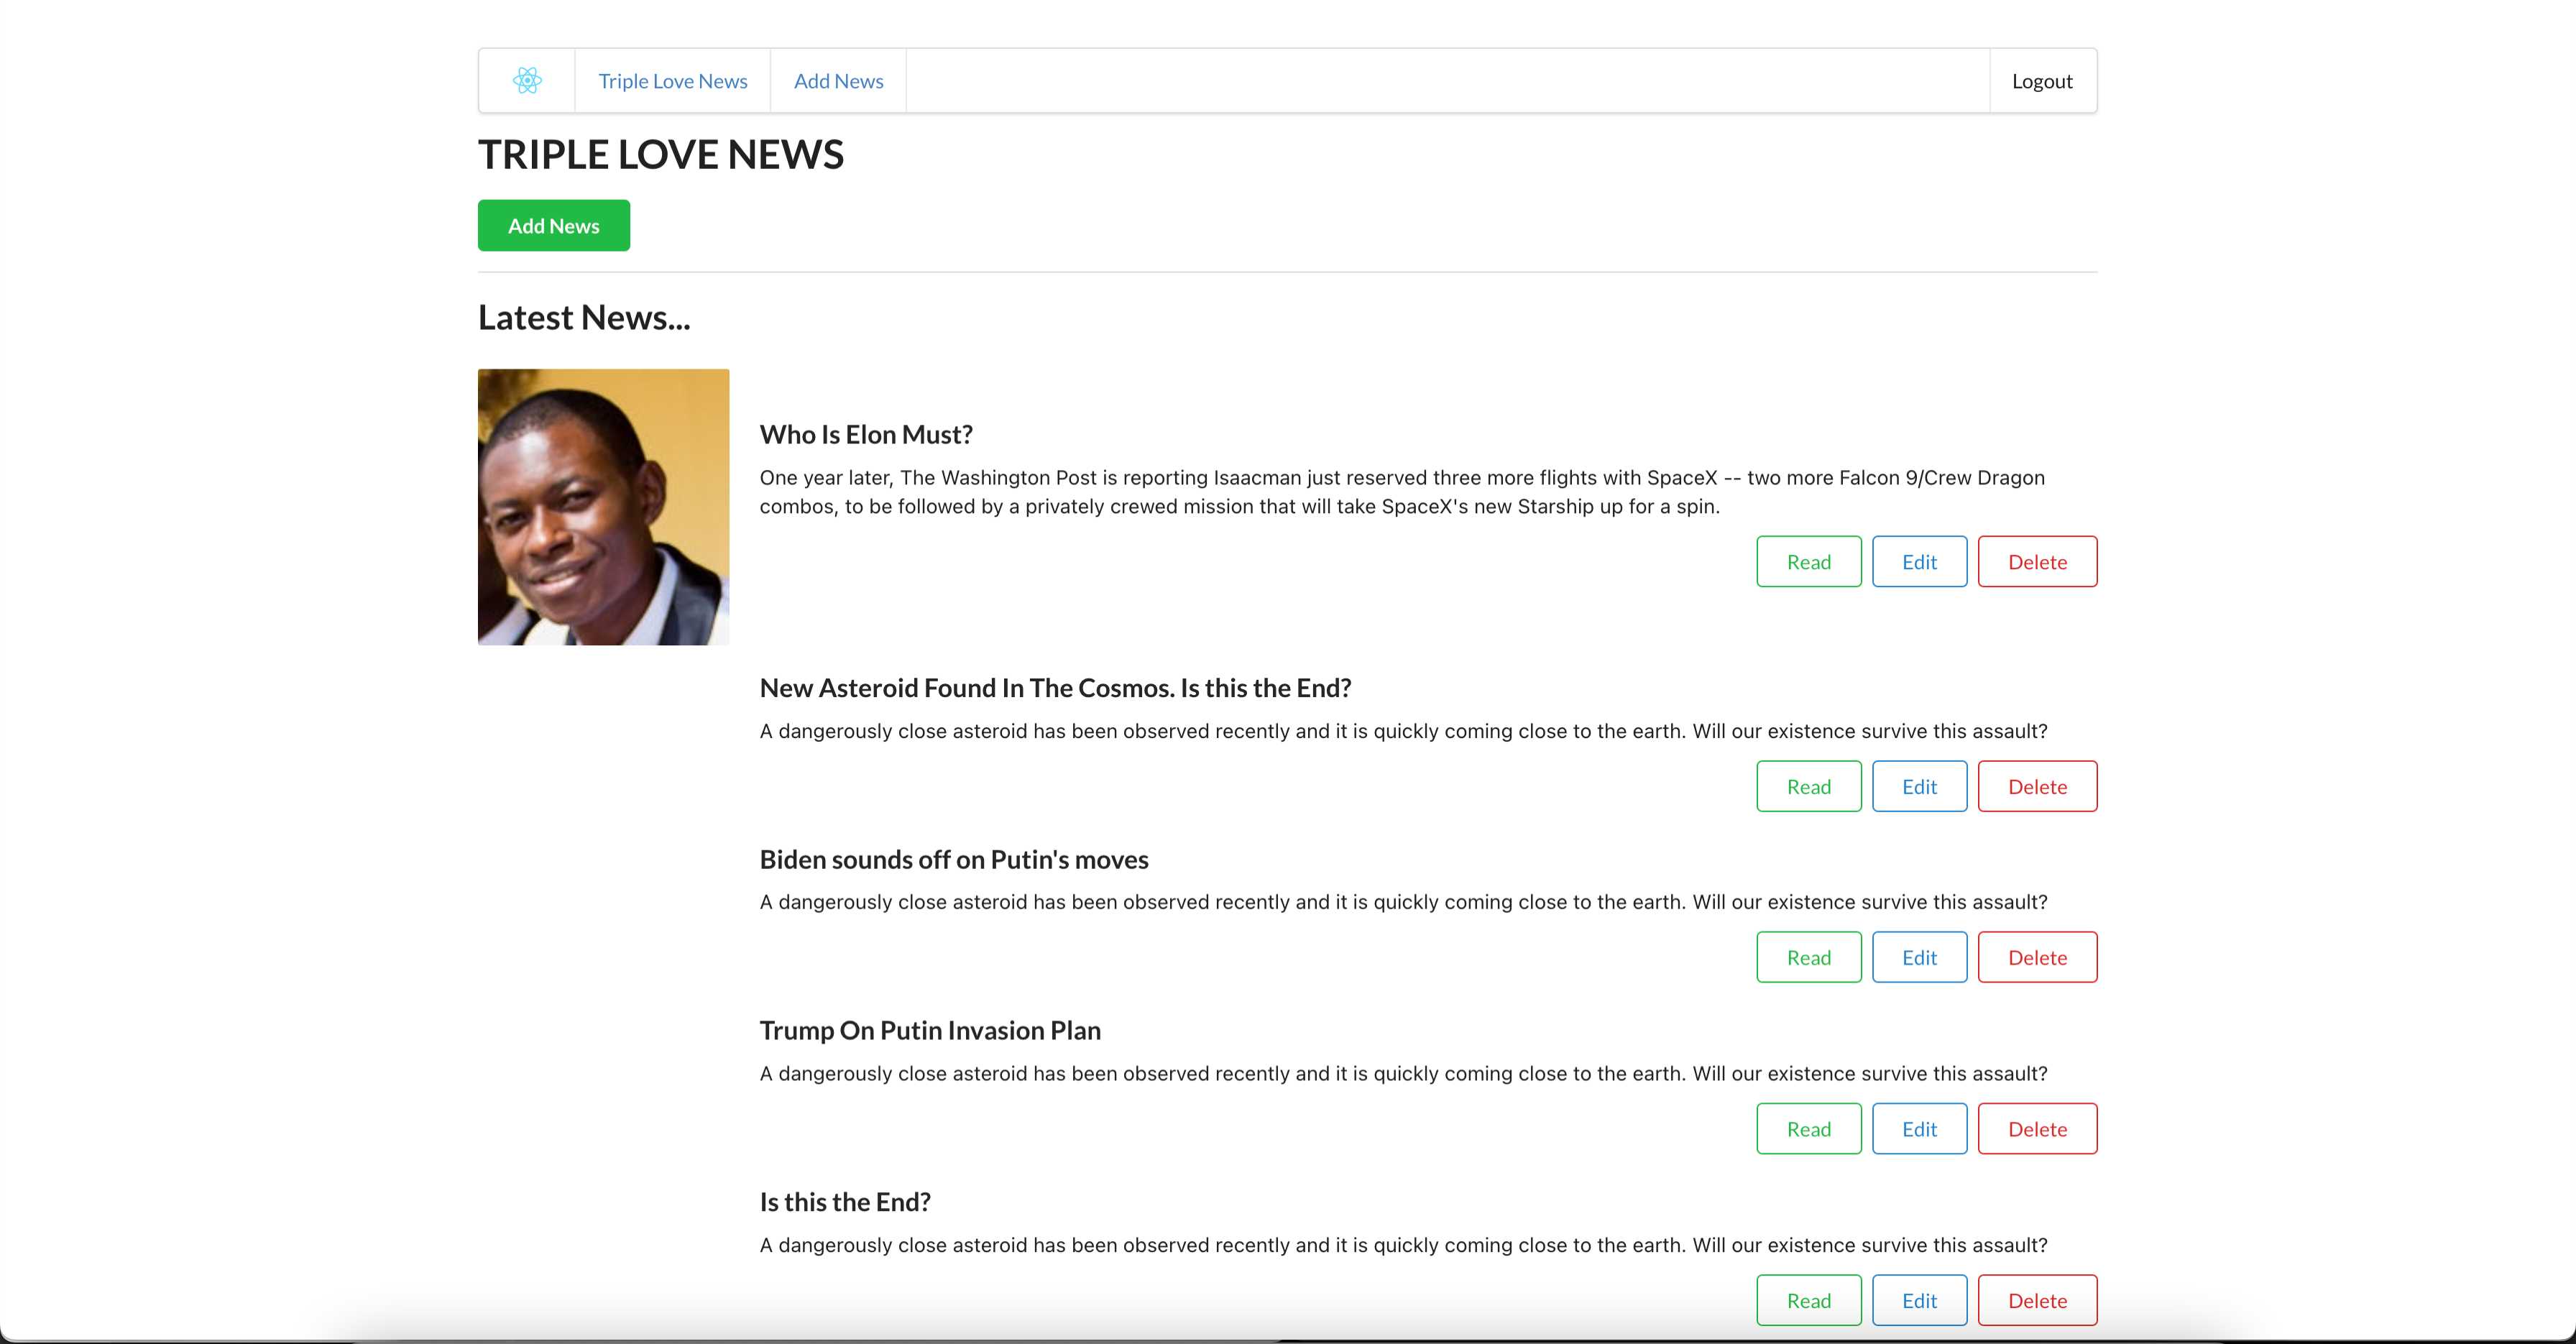 Triple Love News
Add News
Logout
TRIPLE LOVE NEWS
Add News
Latest News...
Who Is Elon Must?
One year later, The Washington Post is reporting Isaacman just reserved three more flights with SpaceX -- two more Falcon 9/Crew Dragon
combos, to be followed by a privately crewed mission that will take SpaceX's new Starship up for a spin.
Read
Edit
Delete
New Asteroid Found In The Cosmos. Is this the End?
A dangerously close asteroid has been observed recently and it is quickly coming close to the earth. Will our existence survive this assault?
Read
Edit
Delete
Biden sounds off on Putin's moves
A dangerously close asteroid has been observed recently and it is quickly coming close to the earth. Will our existence survive this assault?
Read
Edit
Delete
Trump On Putin Invasion Plan
A dangerously close asteroid has been observed recently and it is quickly coming close to the earth. Will our existence survive this assault?
Read
Edit
Delete
Is this the End?
A dangerously close asteroid has been observed recently and it is quickly coming close to the earth. Will our existence survive this assault?
Read
Edit
Delete